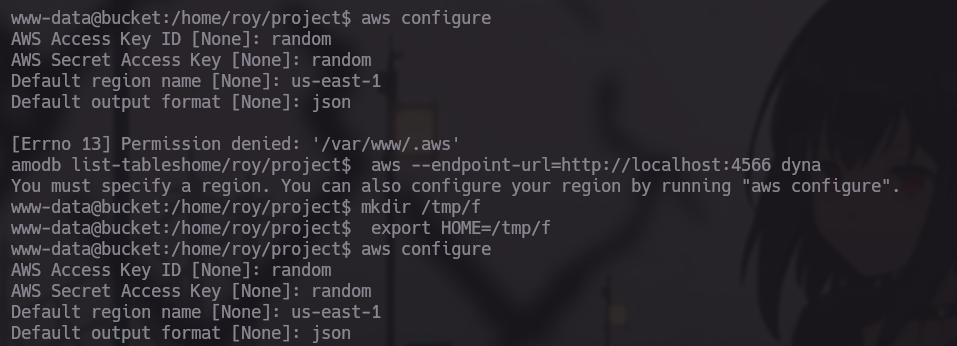 www-data@bucket:/home/roy/project$ aws configure
AWS Access Key ID [None]: random
AWS Secret Access Key [None]: random
Default region name [None]: us-east-1
Default output format [None]: json
[Errno 13] Permission denied: '/var/www/.aws'
amodb list-tableshome/roy/project$  aws --endpoint-url=http://localhost:4566 dyna
You must specify a region. You can also configure your region by running "aws configure".
www-data@bucket:/home/roy/project$ mkdir /tmp/f
www-data@bucket:/home/roy/project$  export HOME=/tmp/f
www-data@bucket:/home/roy/project$ aws configure
AWS Access Key ID [None]: random
AWS Secret Access Key [None]: random
Default region name [None]: us-east-1
Default output format [None]: json